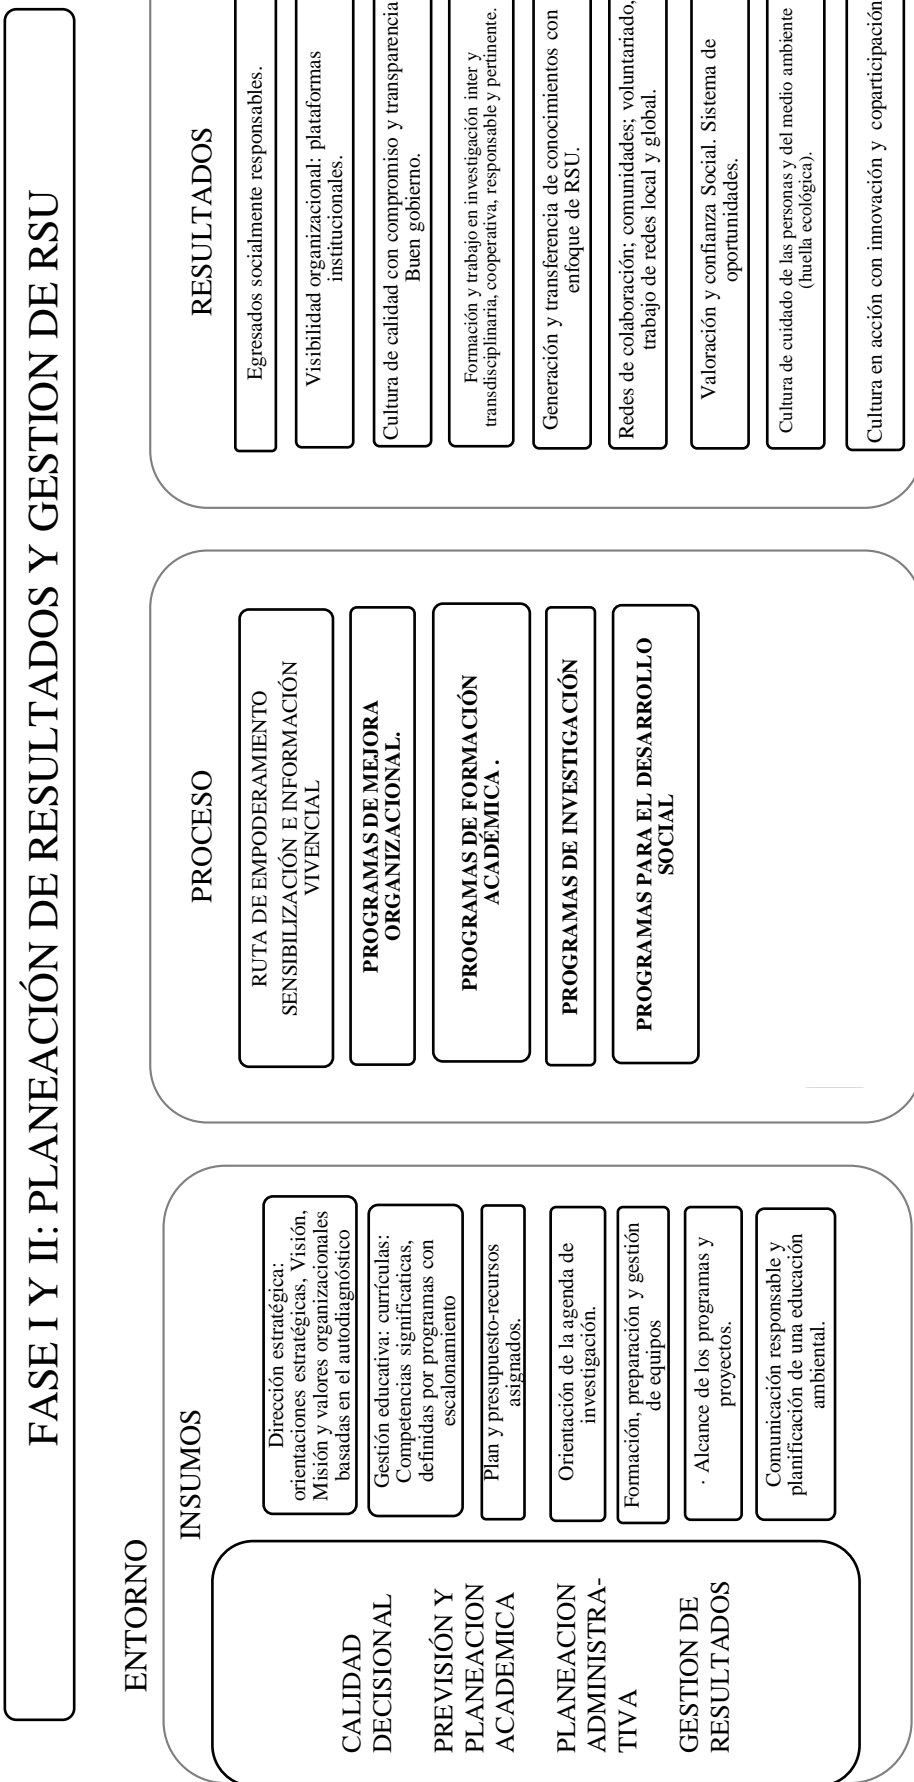 FASE I Y II: PLANEACIÓN DE RESULTADOS Y GESTION DE RSU
ENTORNO
INSUMOS
CALIDAD
DECISIONAL
PREVISIÓN Y
PLANEACION
ACADEMICA
PLANEACION
ADMINISTRA-
TIVA
GESTION DE
RESULTADOS
Dirección estratégica:
orientaciones estratégicas, Visión,
Misión y valores organizacionales
basadas en el autodiagnóstico
Gestión educativa: currículas:
Competencias significaticas,
definidas por programas con
escalonamiento
Plan y presupuesto-recursos
asignados.
Orientación de la agenda de
investigación.
Formación, preparación y gestión
de equipos
· Alcance de los programas y
proyectos.
Comunicación responsable y
planificación de una educación
ambiental.
PROCESO
RUTA DE EMPODERAMIENTO
SENSIBILIZACIÓN E INFORMACIÓN
VIVENCIAL
PROGRAMAS DE MEJORA
ORGANIZACIONAL.
PROGRAMAS DE FORMACIÓN
ACADÉMICA .
PROGRAMAS DE INVESTIGACIÓN
PROGRAMAS PARA EL DESARROLLO
SOCIAL
RESULTADOS
Egresados socialmente responsables.
Visibilidad organizacional: plataformas
institucionales.
Cultura de calidad con compromiso y transparencia
Buen gobierno.
Formación y trabajo en investigación inter y
transdisciplinaria, cooperativa, responsable y pertinente.
Generación y transferencia de conocimientos con
enfoque de RSU.
Redes de colaboración; comunidades; voluntariado,
trabajo de redes local y global.
Valoración y confianza Social. Sistema de
oportunidades.
Cultura de cuidado de las personas y del medio ambiente
(huella ecológica).
Cultura en acción con innovación y coparticipación